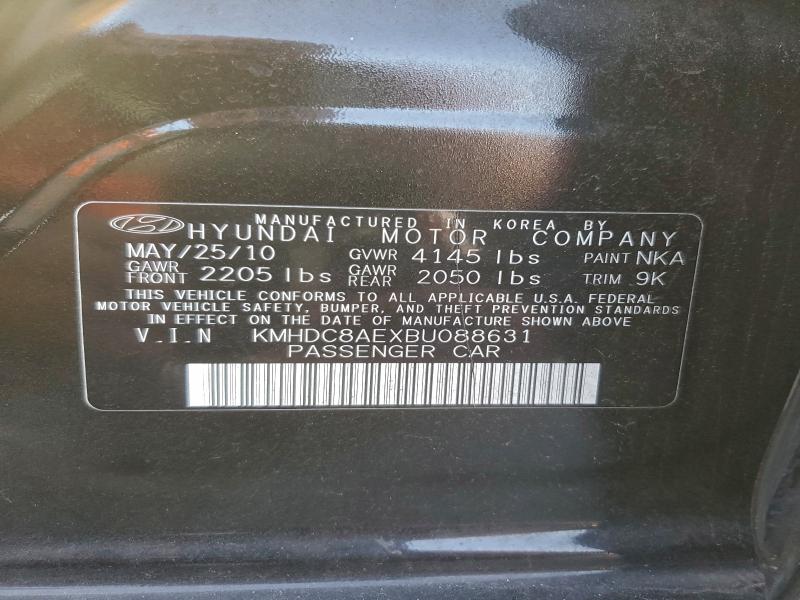 MANUFACTURED IN KOREA BY
HYUNDAI MOTOR COMPANY
MAY/25/10 GVWR 4145 lbs PAINT NKA
GAWR FRONT 2205 lbs GAWR REAR 2050 lbs TRIM 9K
THIS VEHICLE CONFORMS TO ALL APPLICABLE U.S.A. FEDERAL
MOTOR VEHICLE SAFETY, BUMPER, AND THEFT PREVENTION STANDARDS
IN EFFECT ON THE DATE OF MANUFACTURE SHOWN ABOVE
V.I.N KMHDC8AEXBU088631
PASSENGER CAR